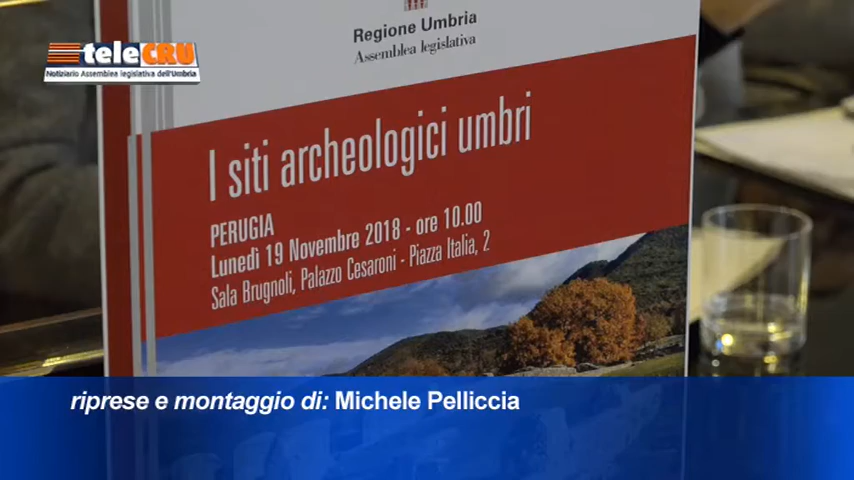 teleCRU
Notiziario Assemblea legislativa dell'Umbria
Regione Umbria
Assemblea legislativa
I siti archeologici umbri
PERUGIA
Lunedì 19 Novembre 2018 - ore 10.00
Sala Brugnoli, Palazzo Cesaroni - Piazza Italia, 2
riprese e montaggio di: Michele Pelliccia